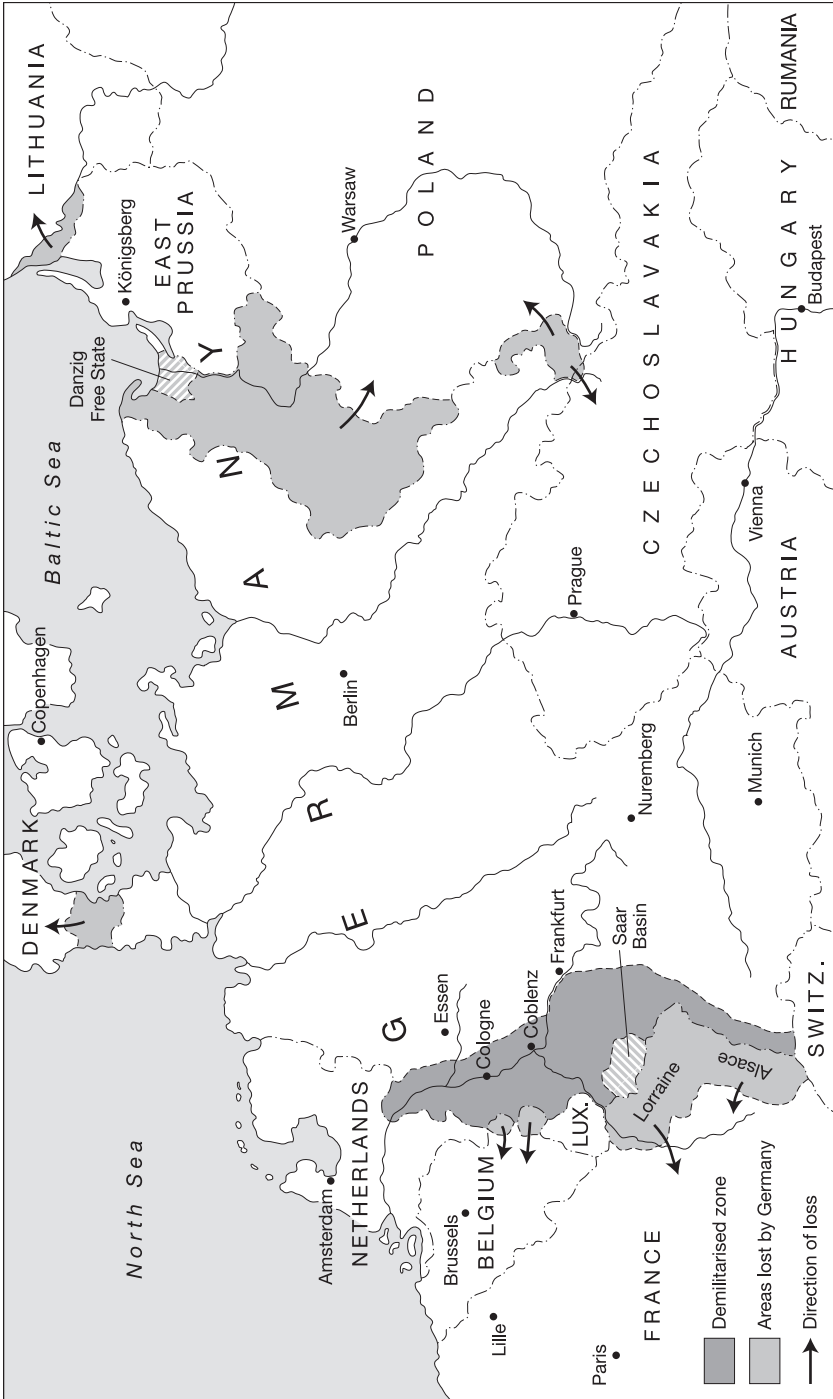 North Sea
Baltic Sea
DENMARK
Copenhagen
LITHUANIA
Königsberg
EAST
PRUSSIA
Danzig
Free State
GERMANY
Amsterdam
NETHERLANDS
Brussels
BELGIUM
Lille
Paris
FRANCE
LUX.
Essen
Cologne
Coblenz
Frankfurt
Saar
Basin
Lorraine
Alsace
SWITZ.
Berlin
Nuremberg
Munich
Prague
Warsaw
POLAND
CZECHOSLAVAKIA
AUSTRIA
Vienna
HUNGARY
Budapest
RUMANIA
Demilitarised zone
Areas lost by Germany
Direction of loss